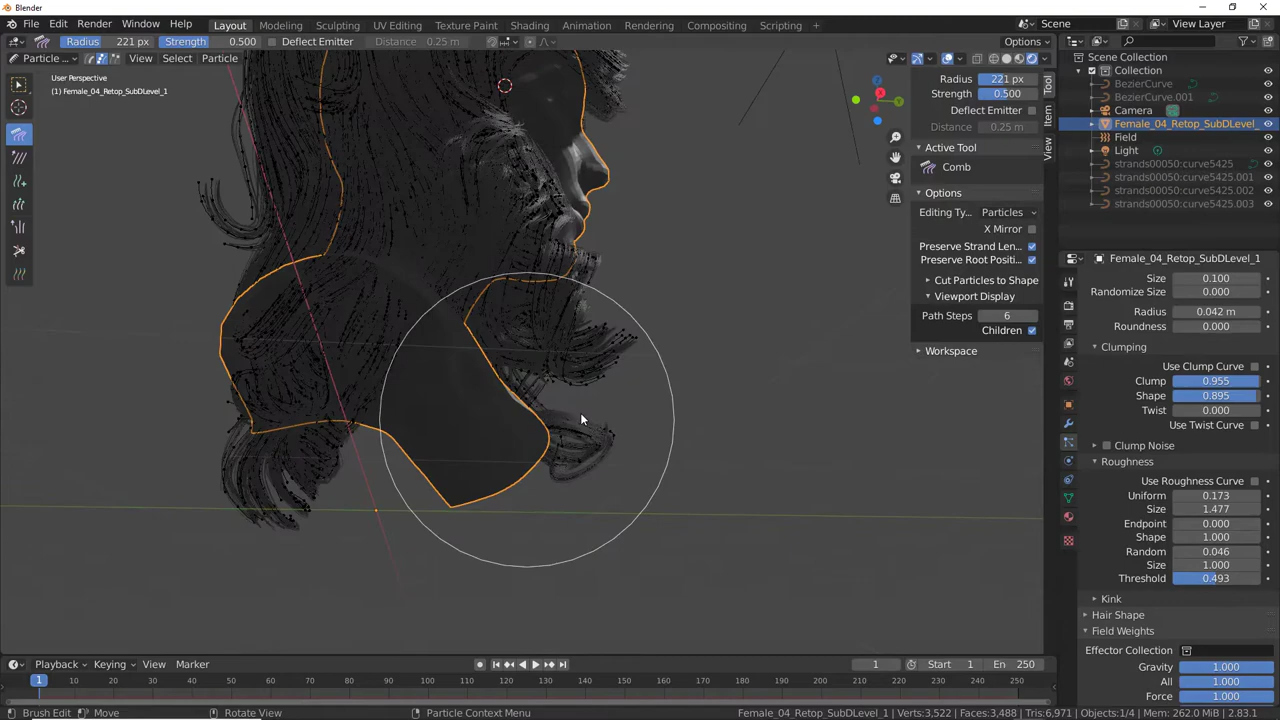 Blender
File Edit Render Window Help Layout Modeling Sculpting UV Editing Texture Paint Shading Animation Rendering Compositing Scripting + Scene View Layer
Radius 221 px Strength 0.500 Deflect Emitter Distance 0.25 m Options
Particle ... View Select Particle
User Perspective
(1) Female_04_Retop_SubDLevel_1
Radius 221 px
Strength 0.500
Deflect Emitter
Distance 0.25 m
Active Tool
Comb
Options
Editing Ty... Particles
X Mirror
Preserve Strand Len...
Preserve Root Positi...
Cut Particles to Shape
Viewport Display
Path Steps 6
Children
Workspace
Tool
Item
View
Scene Collection
Collection
BezierCurve
BezierCurve.001
Camera
Female_04_Retop_SubDLevel_
Field
Light
strands00050:curve5425
strands00050:curve5425.001
strands00050:curve5425.002
strands00050:curve5425.003
Female_04_Retop_SubDLevel_1
Size 0.100
Randomize Size 0.000
Radius 0.042 m
Roundness 0.000
Clumping
Use Clump Curve
Clump 0.955
Shape 0.895
Twist 0.000
Use Twist Curve
Clump Noise
Roughness
Use Roughness Curve
Uniform 0.173
Size 1.477
Endpoint 0.000
Shape 1.000
Random 0.046
Size 1.000
Threshold 0.493
Kink
Hair Shape
Field Weights
Effector Collection
Gravity 1.000
All 1.000
Force 1.000
Playback Keying View Marker 1 Start 1 En 250
1 10 20 30 40 50 60 70 80 90 100 110 120 130 140 150 160 170 180 190 200 210 220 230 240 250
Brush Edit Move Rotate View Particle Context Menu Female_04_Retop_SubDLevel_1 | Verts:3,522 | Faces:3,488 | Tris:6,971 | Objects:1/4 | Mem: 262.0 MiB | 2.83.1